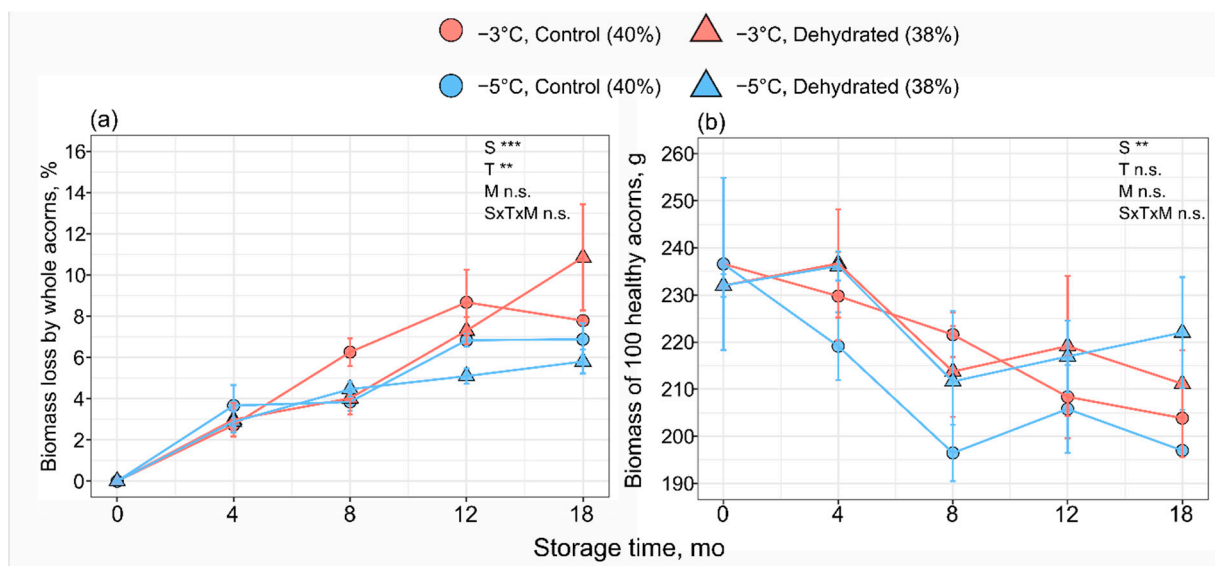 −3°C, Control (40%) −3°C, Dehydrated (38%)
−5°C, Control (40%) −5°C, Dehydrated (38%)
(a)
S ***
T **
M n.s.
SxTxM n.s.
Biomass loss by whole acorns, %
16
14
12
10
8
6
4
2
0
0 4 8 12 18
(b)
S **
T n.s.
M n.s.
SxTxM n.s.
Biomass of 100 healthy acorns, g
260
250
240
230
220
210
200
190
0 4 8 12 18
Storage time, mo